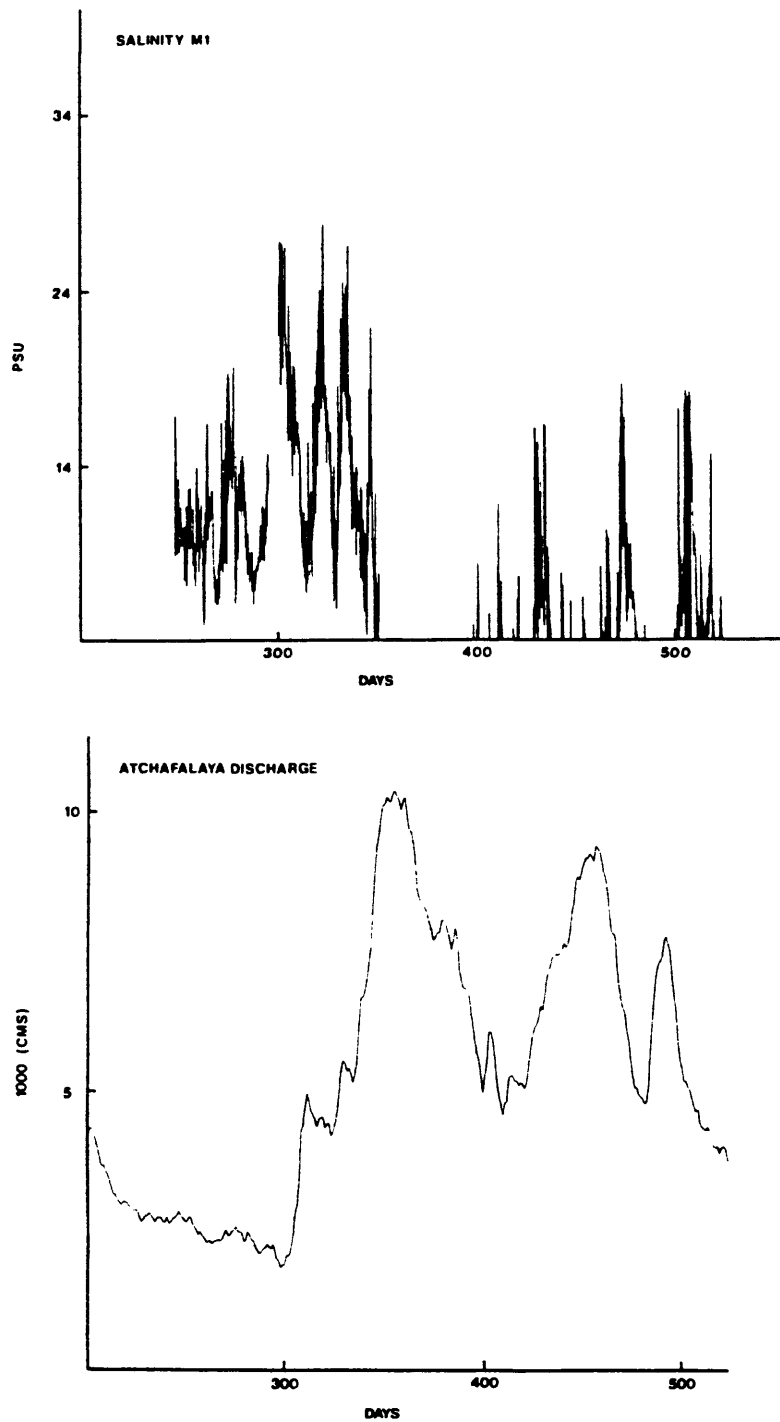 SALINITY M1
34
24
14
PSU
300 400 500
DAYS
ATCHAFALAYA DISCHARGE
10
5
1000 (CMS)
300 400 500
DAYS